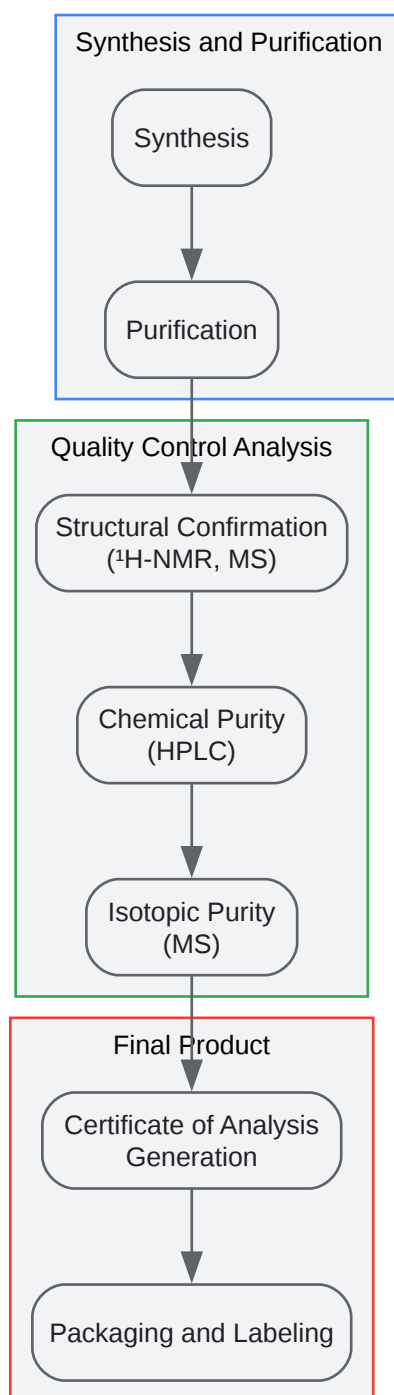 Synthesis and Purification
Synthesis
Purification
Quality Control Analysis
Structural Confirmation
(¹H-NMR, MS)
Chemical Purity
(HPLC)
Isotopic Purity
(MS)
Final Product
Certificate of Analysis
Generation
Packaging and Labeling